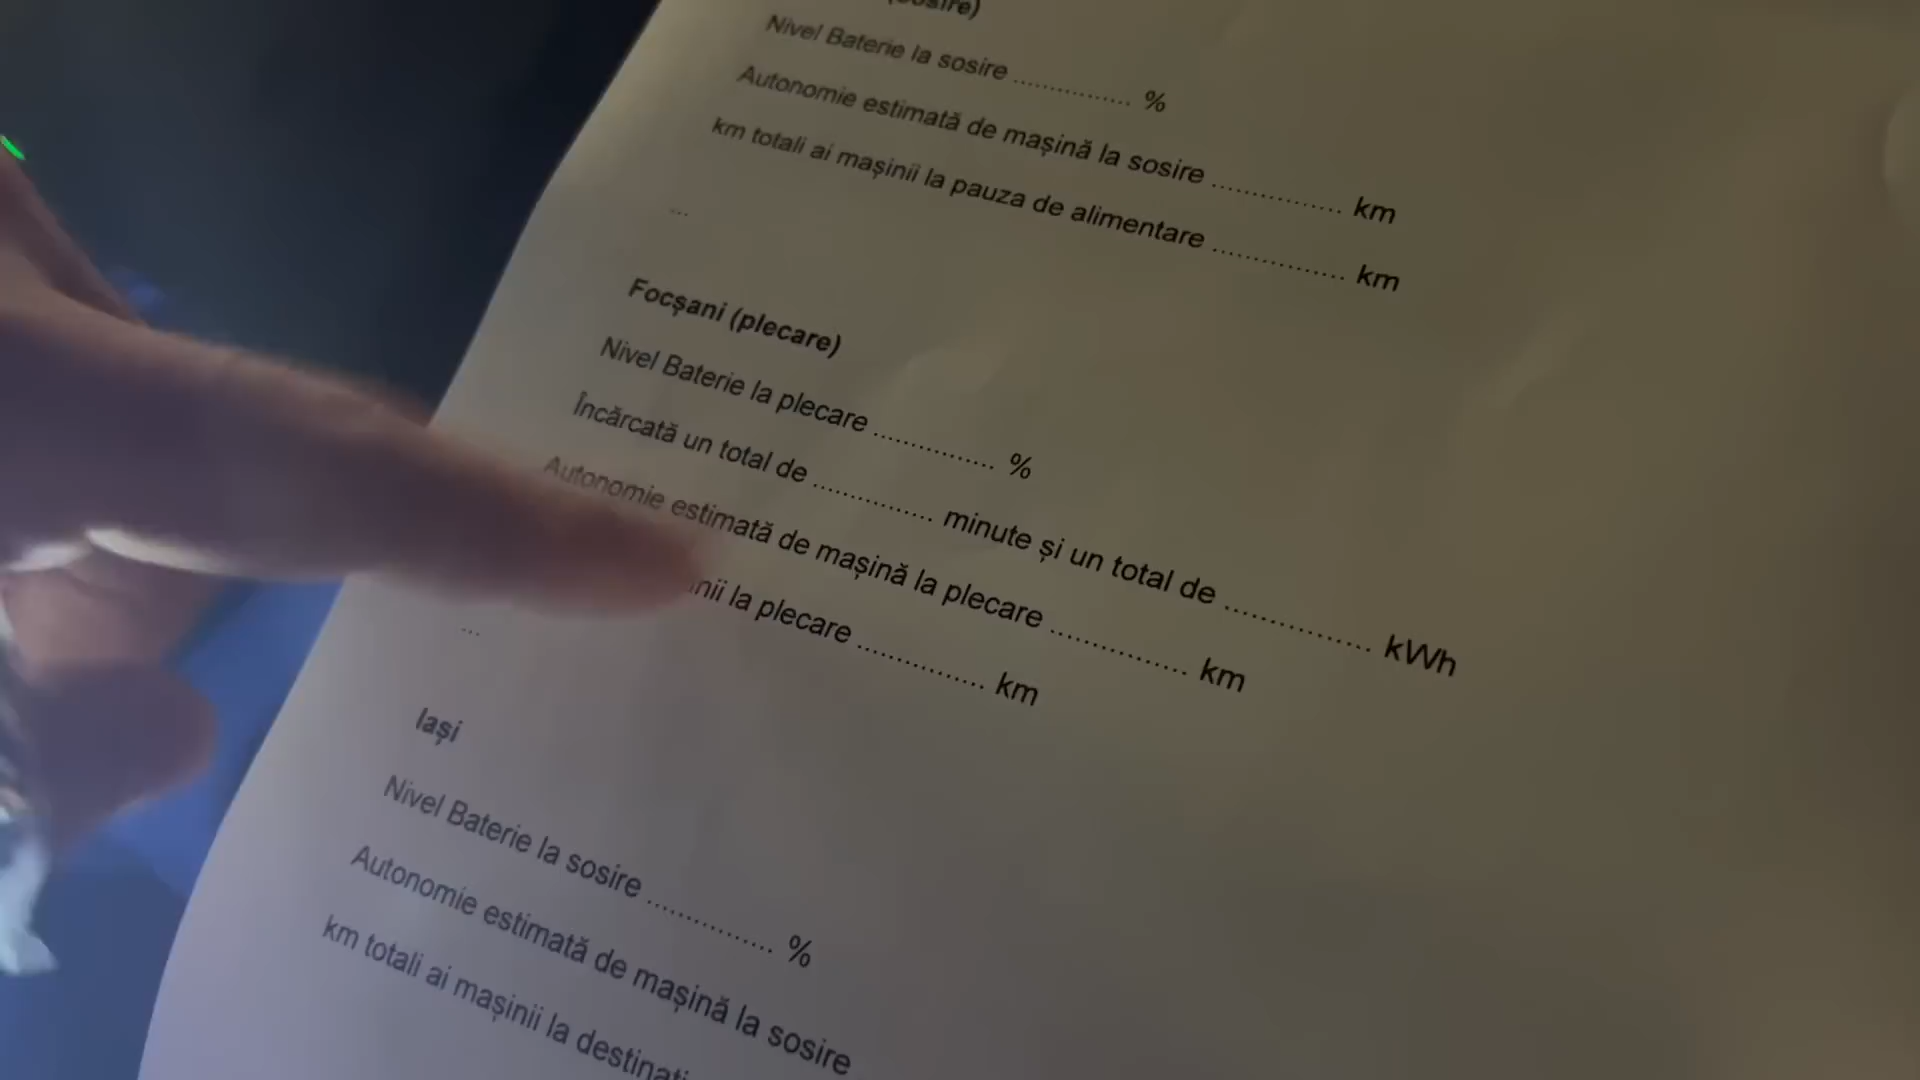 (sosire)
Nivel Baterie la sosire ............ %
Autonomie estimată de mașină la sosire ............ km
km totali ai mașinii la pauza de alimentare ............ km
...
Focșani (plecare)
Nivel Baterie la plecare ............ %
Încărcată un total de ............ minute și un total de ............ kWh
Autonomie estimată de mașină la plecare ............ km
la plecare ............ km
...
Iași
Nivel Baterie la sosire ............ %
Autonomie estimată de mașină la sosire
km totali ai mașinii la